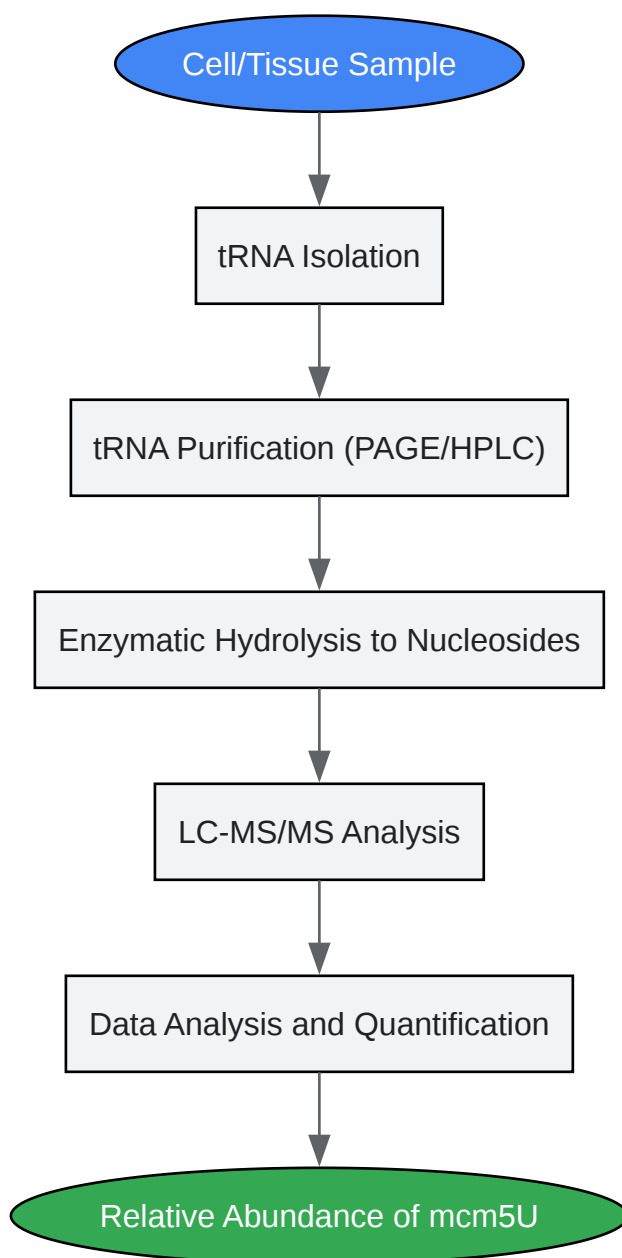 Cell/Tissue Sample
tRNA Isolation
tRNA Purification (PAGE/HPLC)
Enzymatic Hydrolysis to Nucleosides
LC-MS/MS Analysis
Data Analysis and Quantification
Relative Abundance of mcm5U